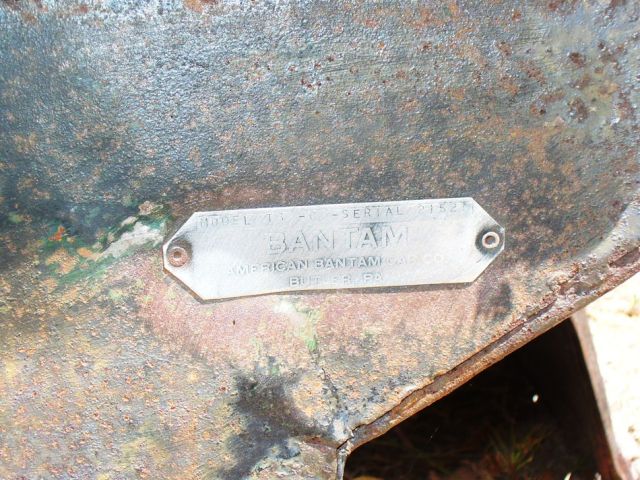 MODEL -C -SERIAL
BANTAM
AMERICAN BANTAM CAR CO.
BUTLER, PA.